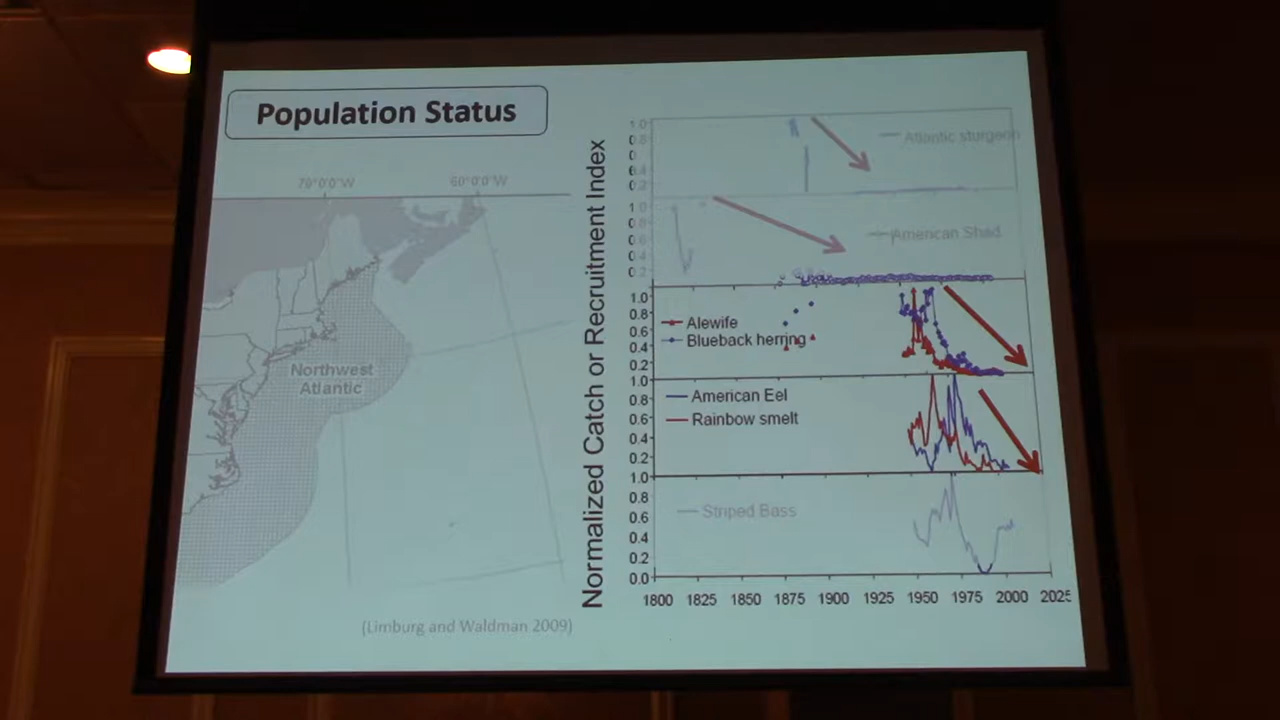 Population Status
70°0'0"W
60°0'0"W
Northwest
Atlantic
(Limburg and Waldman 2009)
Normalized Catch or Recruitment Index
1.0
0.8
0.2
Atlantic sturgeon
1.0
0.8
0.6
0.4
0.2
American Shad
1.0
0.8
0.6
0.4
0.2
Alewife
Blueback herring
1.0
0.8
0.6
0.4
0.2
American Eel
Rainbow smelt
1.0
0.8
0.6
0.4
0.2
0.0
Striped Bass
1800 1825 1850 1875 1900 1925 1950 1975 2000 2025